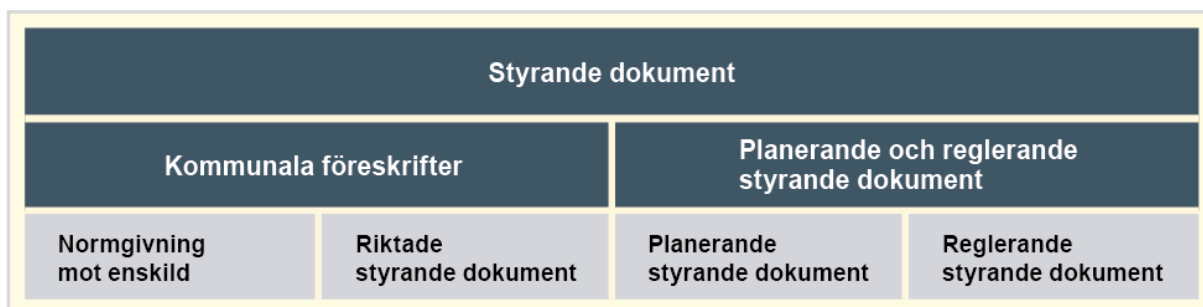 Styrande dokument
Kommunala föreskrifter
Planerande och reglerande
styrande dokument
Normgivning
mot enskild
Riktade
styrande dokument
Planerande
styrande dokument
Reglerande
styrande dokument